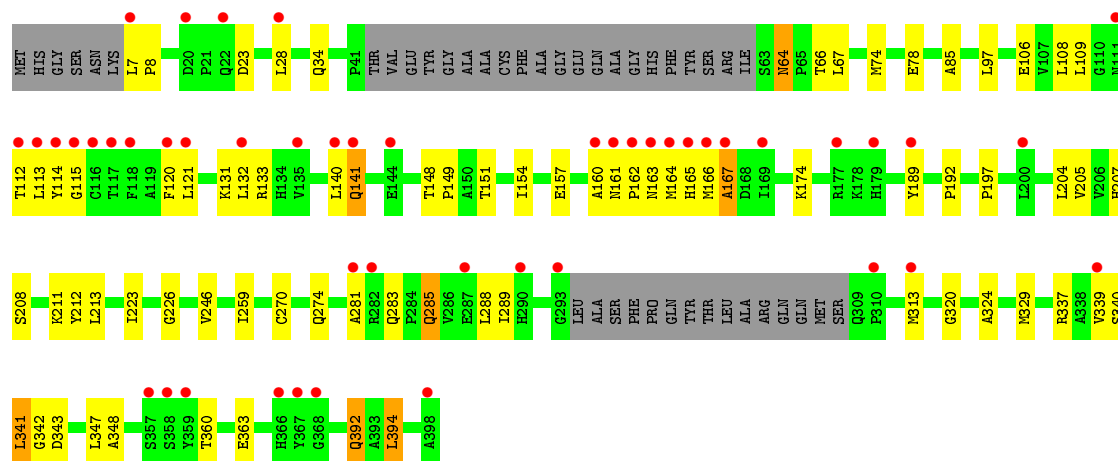 MET HIS GLY SER ASN LYS L7 P8 D20 P21 Q22 D23 L28 Q34 P41 THR VAL GLU TYR GLY ALA ALA CYS PHE ALA GLY GLU GLN ALA GLY HIS PHE TYR SER ARG ILE S63 N64 P65 T66 L67 M74 E78 A85 L97 E106 V107 L108 L109 G110 N111
T112 L113 Y114 G115 C116 T117 F118 A119 F120 L121 K131 L132 R133 H134 V135 L140 Q141 E144 T148 P149 A150 T151 I154 E157 A160 N161 P162 N163 M164 H165 M166 A167 D168 I169 K174 R177 K178 H179 Y189 P192 P197 L200 L204 V205 V206 H207
S208 K211 Y212 L213 I223 G226 V246 I259 C270 Q274 A281 R282 Q283 P284 Q285 V286 E287 L288 I289 H290 G293 LEU ALA SER PHE PRO GLN TYR THR LEU ALA ARG GLN GLN MET SER Q309 P310 M313 G320 A324 M329 R337 A338 V339 S340
L341 G342 D343 L347 A348 S357 S358 Y359 T360 E363 H366 Y367 G368 Q392 A393 L394 A398